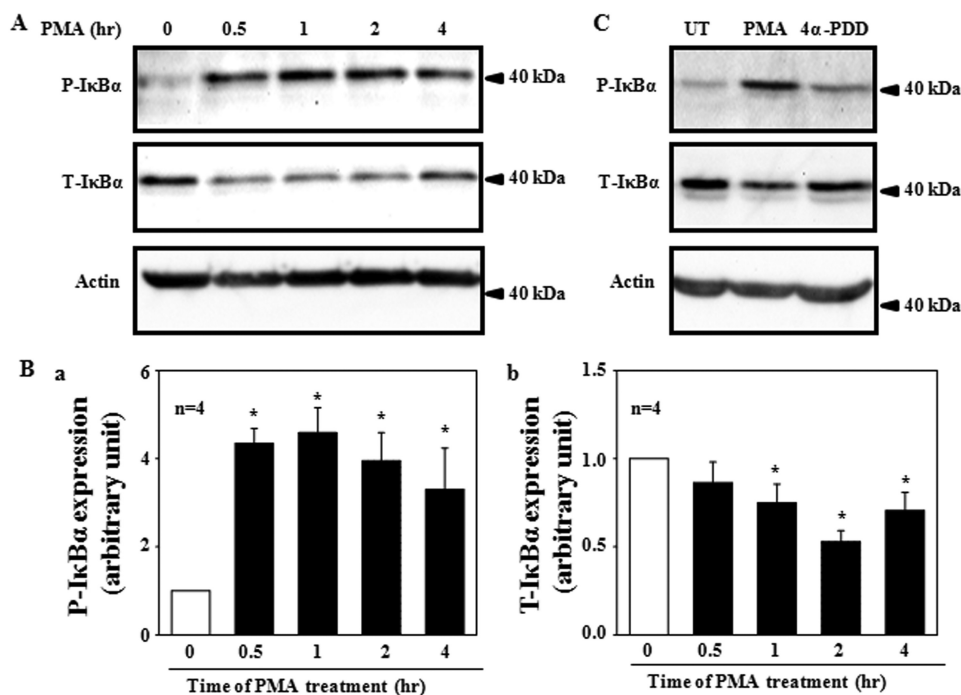 A
PMA (hr) 0 0.5 1 2 4
P-IκBα
40 kDa
T-IκBα
40 kDa
Actin
40 kDa
C
UT PMA 4α-PDD
P-IκBα
40 kDa
T-IκBα
40 kDa
Actin
40 kDa
B a
P-IκBα expression
(arbitrary unit)
6
4
2
0
n=4
* * * *
0 0.5 1 2 4
Time of PMA treatment (hr)
b
T-IκBα expression
(arbitrary unit)
1.5
1.0
0.5
0.0
n=4
* * *
0 0.5 1 2 4
Time of PMA treatment (hr)